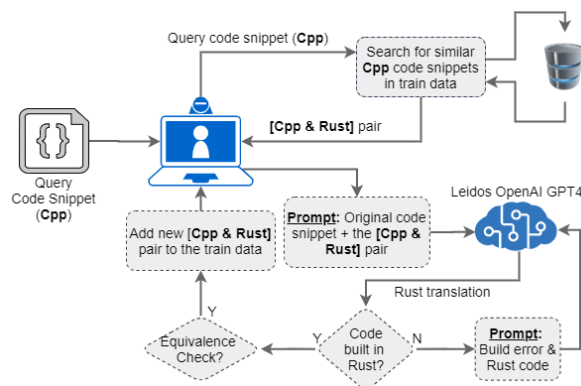 Query code snippet (Cpp)
Search for similar
Cpp code snippets
in train data
[Cpp & Rust] pair
{ }
Query
Code Snippet
(Cpp)
Leidos OpenAI GPT4
Add new [Cpp & Rust]
pair to the train data
Prompt: Original code
snippet + the [Cpp &
Rust] pair
Rust translation
Equivalence
Check?
Y
Y
Code
built in
Rust?
N
Prompt:
Build error &
Rust code